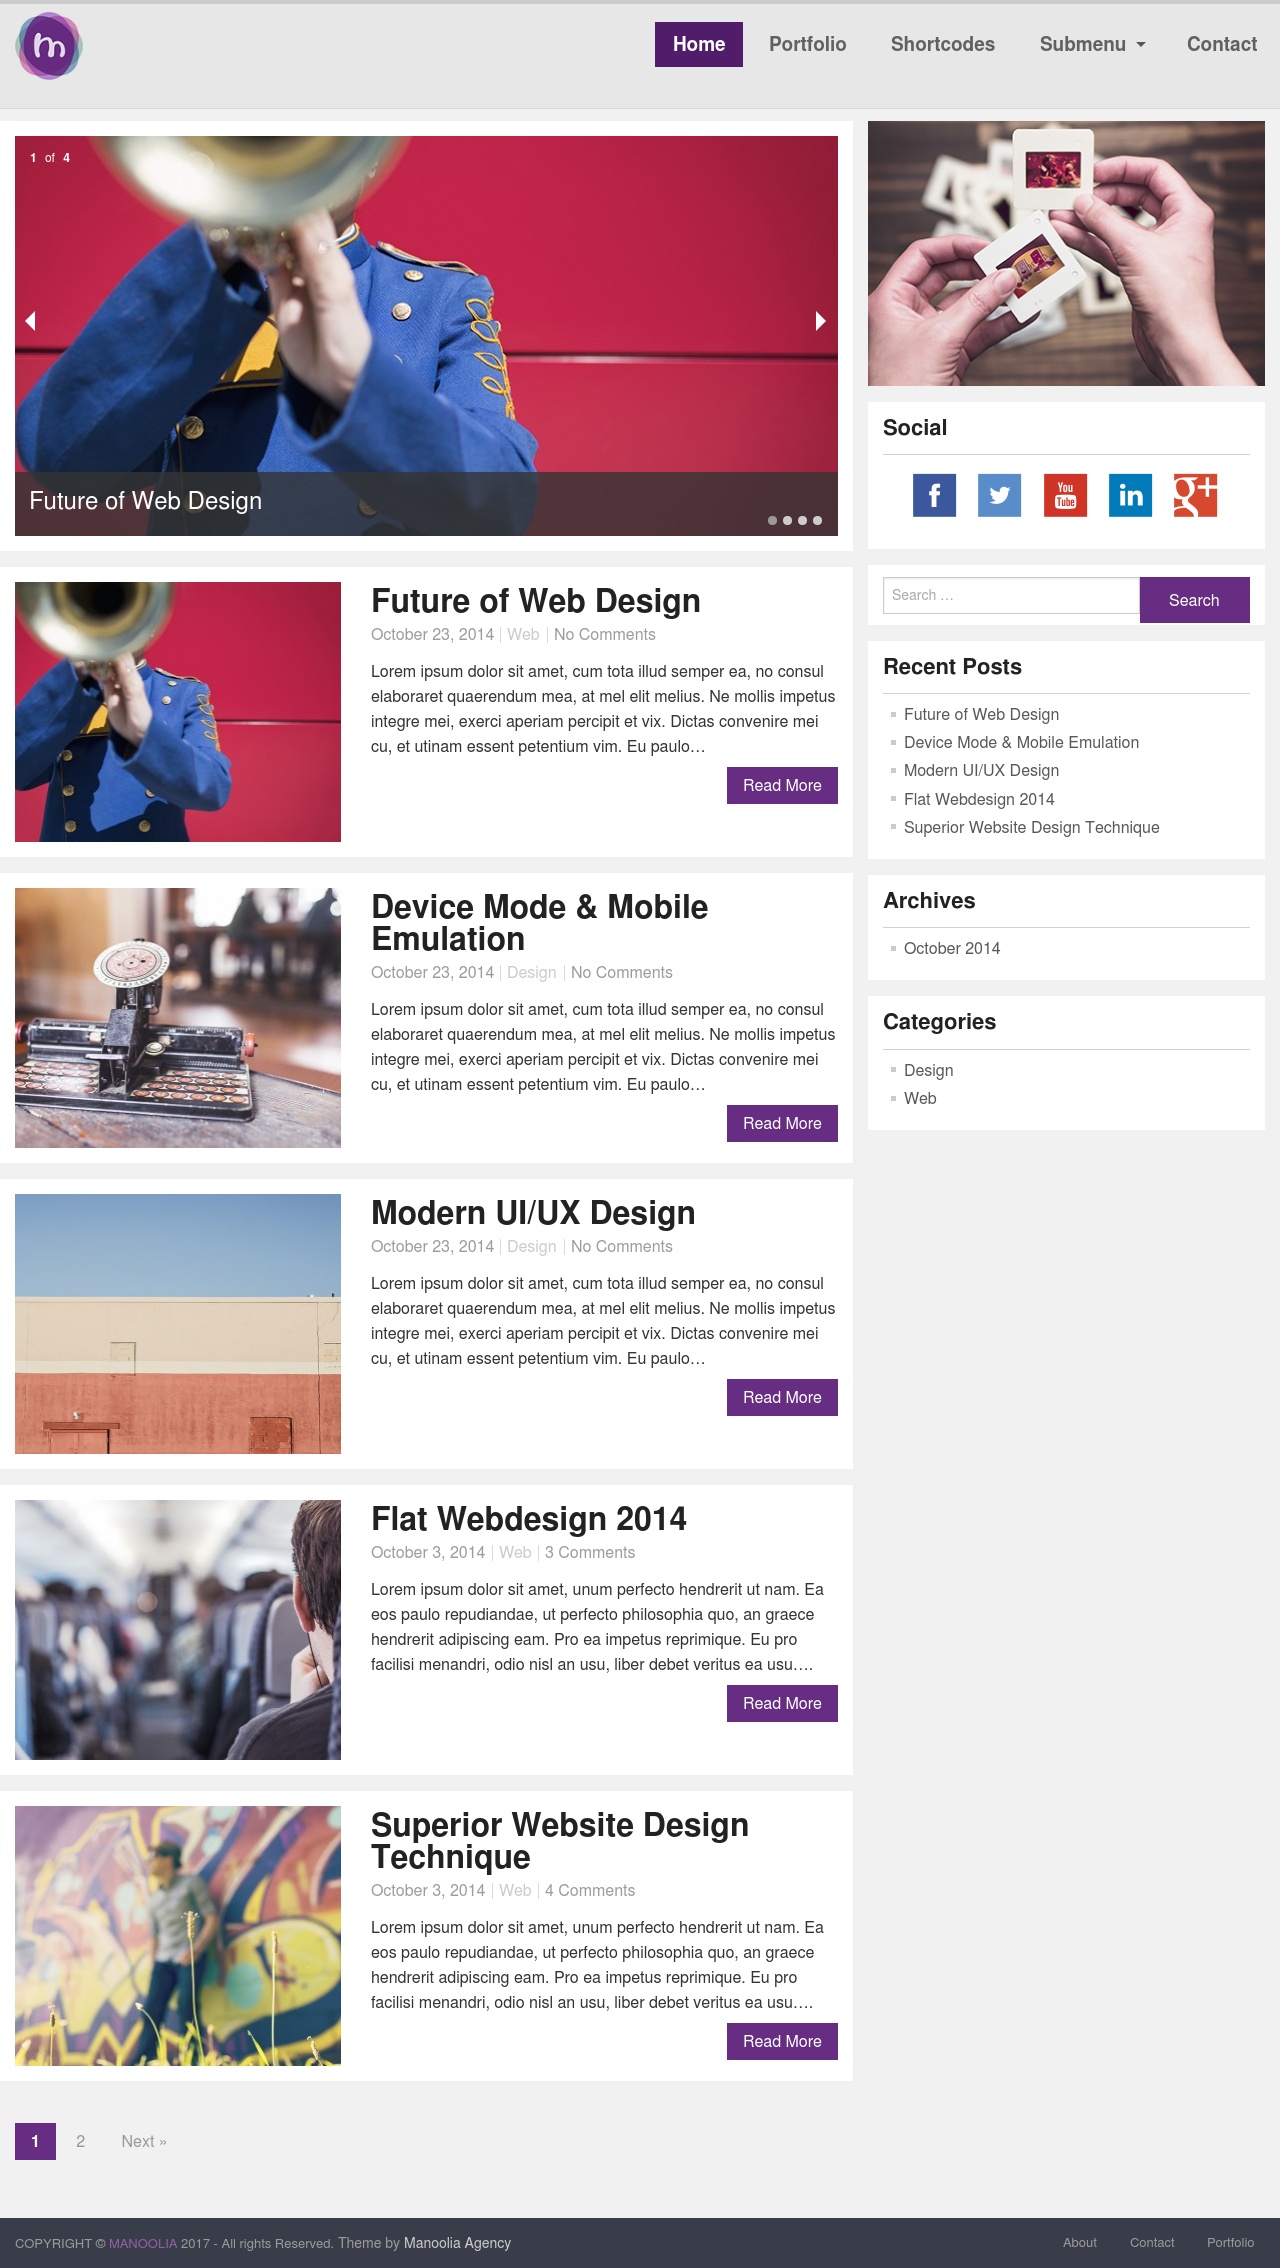 m
Home Portfolio Shortcodes Submenu Contact
1 of 4
Future of Web Design
Future of Web Design
October 23, 2014 | Web | No Comments
Lorem ipsum dolor sit amet, cum tota illud semper ea, no consul
elaboraret quaerendum mea, at mel elit melius. Ne mollis impetus
integre mei, exerci aperiam percipit et vix. Dictas convenire mei
cu, et utinam essent petentium vim. Eu paulo…
Read More
Device Mode & Mobile
Emulation
October 23, 2014 | Design | No Comments
Lorem ipsum dolor sit amet, cum tota illud semper ea, no consul
elaboraret quaerendum mea, at mel elit melius. Ne mollis impetus
integre mei, exerci aperiam percipit et vix. Dictas convenire mei
cu, et utinam essent petentium vim. Eu paulo…
Read More
Modern UI/UX Design
October 23, 2014 | Design | No Comments
Lorem ipsum dolor sit amet, cum tota illud semper ea, no consul
elaboraret quaerendum mea, at mel elit melius. Ne mollis impetus
integre mei, exerci aperiam percipit et vix. Dictas convenire mei
cu, et utinam essent petentium vim. Eu paulo…
Read More
Flat Webdesign 2014
October 3, 2014 | Web | 3 Comments
Lorem ipsum dolor sit amet, unum perfecto hendrerit ut nam. Ea
eos paulo repudiandae, ut perfecto philosophia quo, an graece
hendrerit adipiscing eam. Pro ea impetus reprimique. Eu pro
facilisi menandri, odio nisl an usu, liber debet veritus ea usu.…
Read More
Superior Website Design
Technique
October 3, 2014 | Web | 4 Comments
Lorem ipsum dolor sit amet, unum perfecto hendrerit ut nam. Ea
eos paulo repudiandae, ut perfecto philosophia quo, an graece
hendrerit adipiscing eam. Pro ea impetus reprimique. Eu pro
facilisi menandri, odio nisl an usu, liber debet veritus ea usu.…
Read More
1 2 Next »
Social
f You Tube in g+
Search …
Search
Recent Posts
Future of Web Design
Device Mode & Mobile Emulation
Modern UI/UX Design
Flat Webdesign 2014
Superior Website Design Technique
Archives
October 2014
Categories
Design
Web
COPYRIGHT © MANOOLIA 2017 - All rights Reserved. Theme by Manoolia Agency
About Contact Portfolio